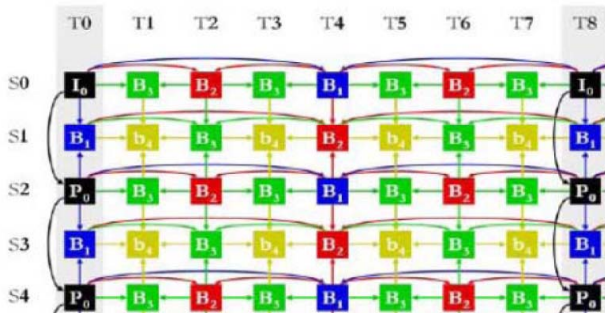 T0 T1 T2 T3 T4 T5 T6 T7 T8
S0 I₀ B₃ B₂ B₃ B₁ B₃ B₂ B₃ I₀
S1 B₁ b₄ B₃ b₄ B₂ b₄ B₃ b₄ B₁
S2 P₀ B₃ B₂ B₃ B₁ B₃ B₂ B₃ P₀
S3 B₁ b₄ B₃ b₄ B₂ b₄ B₃ b₄ B₁
S4 P₀ B₃ B₂ B₃ B₁ B₃ B₂ B₃ P₀